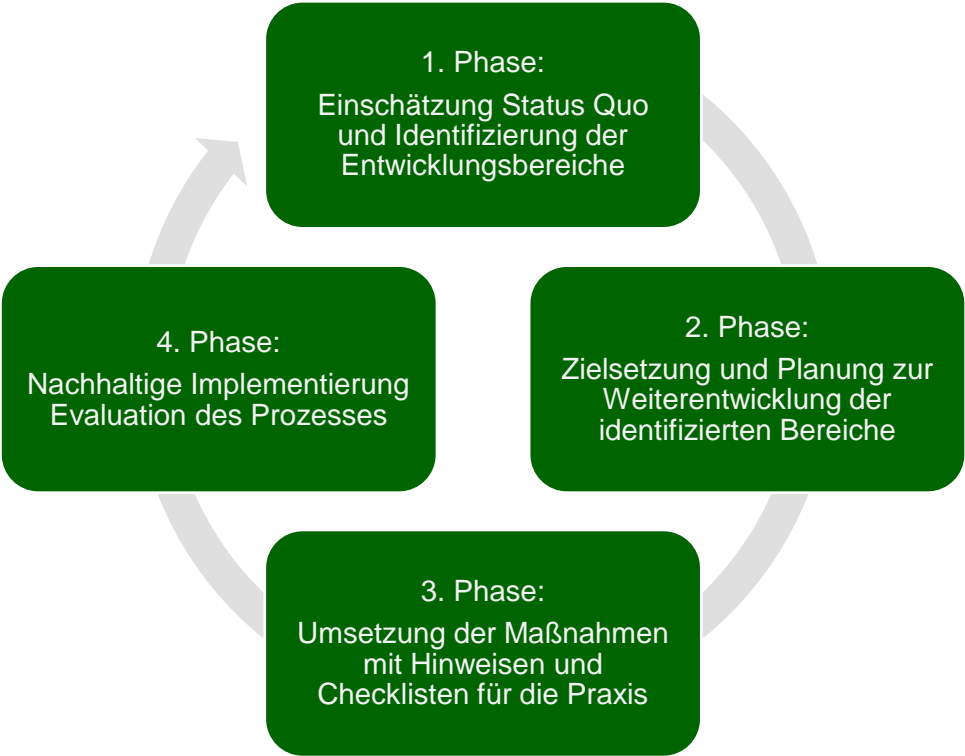 1. Phase:
Einschätzung Status Quo
und Identifizierung der
Entwicklungsbereiche
2. Phase:
Zielsetzung und Planung zur
Weiterentwicklung der
identifizierten Bereiche
3. Phase:
Umsetzung der Maßnahmen
mit Hinweisen und
Checklisten für die Praxis
4. Phase:
Nachhaltige Implementierung
Evaluation des Prozesses